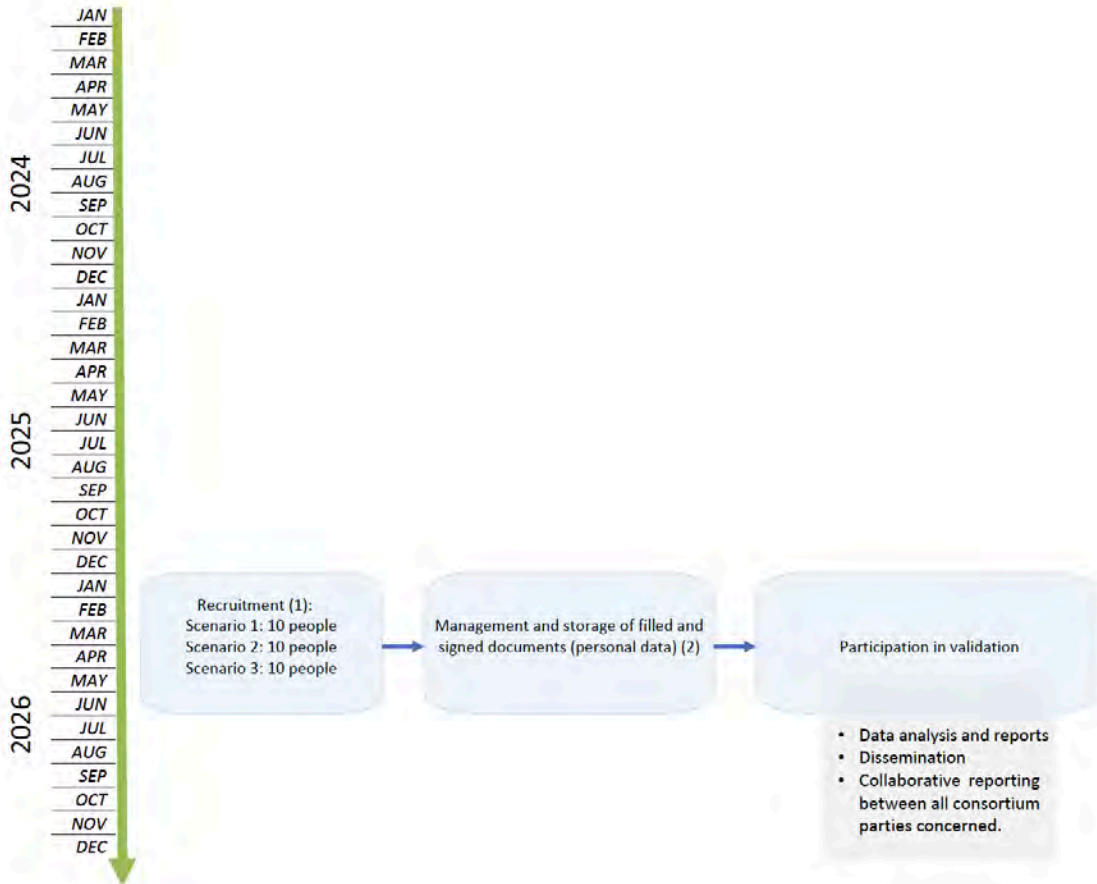 2024
JAN
FEB
MAR
APR
MAY
JUN
JUL
AUG
SEP
OCT
NOV
DEC
2025
JAN
FEB
MAR
APR
MAY
JUN
JUL
AUG
SEP
OCT
NOV
DEC
2026
JAN
FEB
MAR
APR
MAY
JUN
JUL
AUG
SEP
OCT
NOV
DEC
Recruitment (1):
Scenario 1: 10 people
Scenario 2: 10 people
Scenario 3: 10 people
Management and storage of filled and
signed documents (personal data) (2)
Participation in validation
• Data analysis and reports
• Dissemination
• Collaborative reporting
between all consortium
parties concerned.